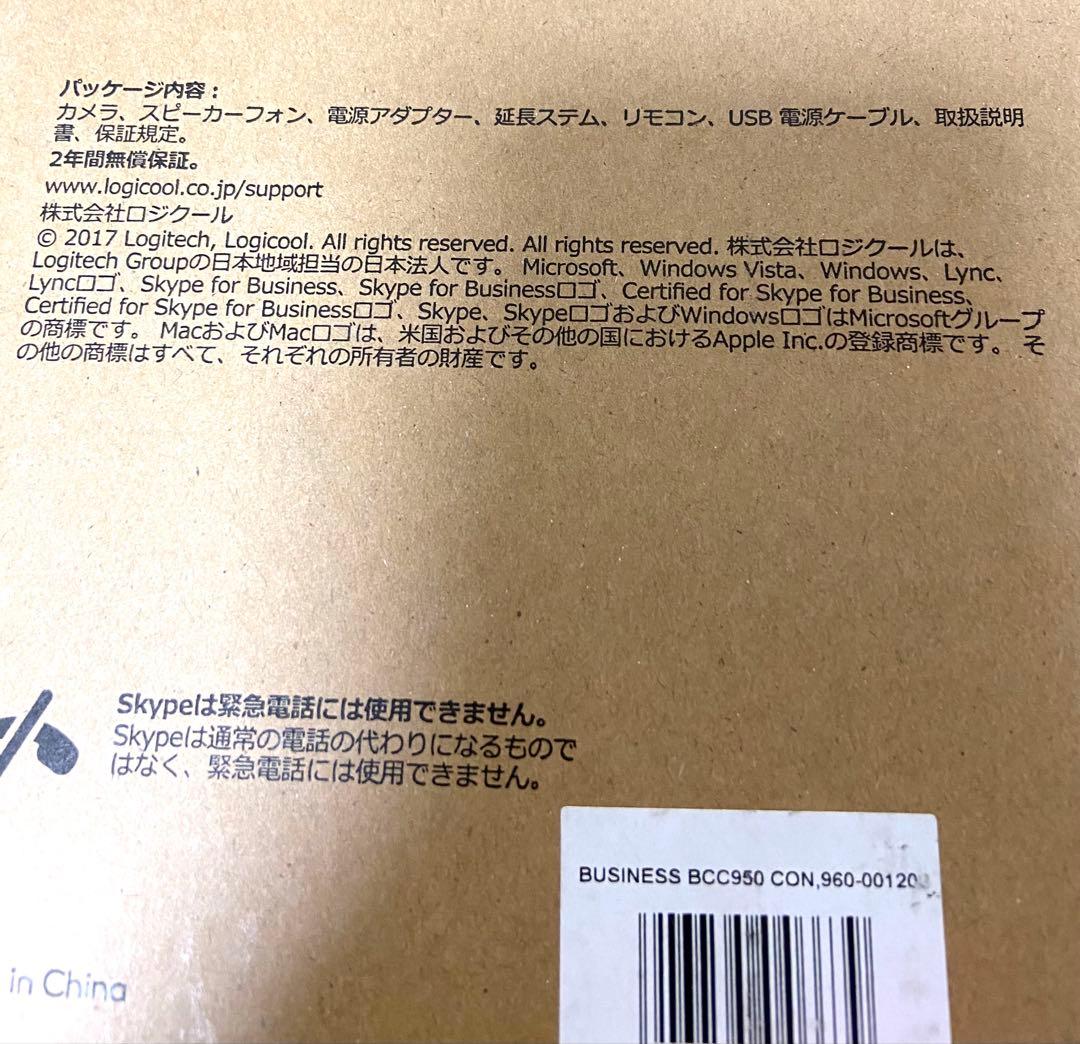 パッケージ内容：
カメラ、スピーカーフォン、電源アダプター、延長ステム、リモコン、USB 電源ケーブル、取扱説明
書、保証規定。
2年間無償保証。
www.logicool.co.jp/support
株式会社ロジクール
© 2017 Logitech, Logicool. All rights reserved. All rights reserved. 株式会社ロジクールは、
Logitech Groupの日本地域担当の日本法人です。 Microsoft、Windows Vista、Windows、Lync、
Lyncロゴ、Skype for Business、Skype for Businessロゴ、Certified for Skype for Business、
Certified for Skype for Businessロゴ、Skype、SkypeロゴおよびWindowsロゴはMicrosoftグループ
の商標です。 MacおよびMacロゴは、米国およびその他の国におけるApple Inc.の登録商標です。 そ
の他の商標はすべて、それぞれの所有者の財産です。
Skypeは緊急電話には使用できません。
Skypeは通常の電話の代わりになるもので
はなく、緊急電話には使用できません。
BUSINESS BCC950 CON,
in China